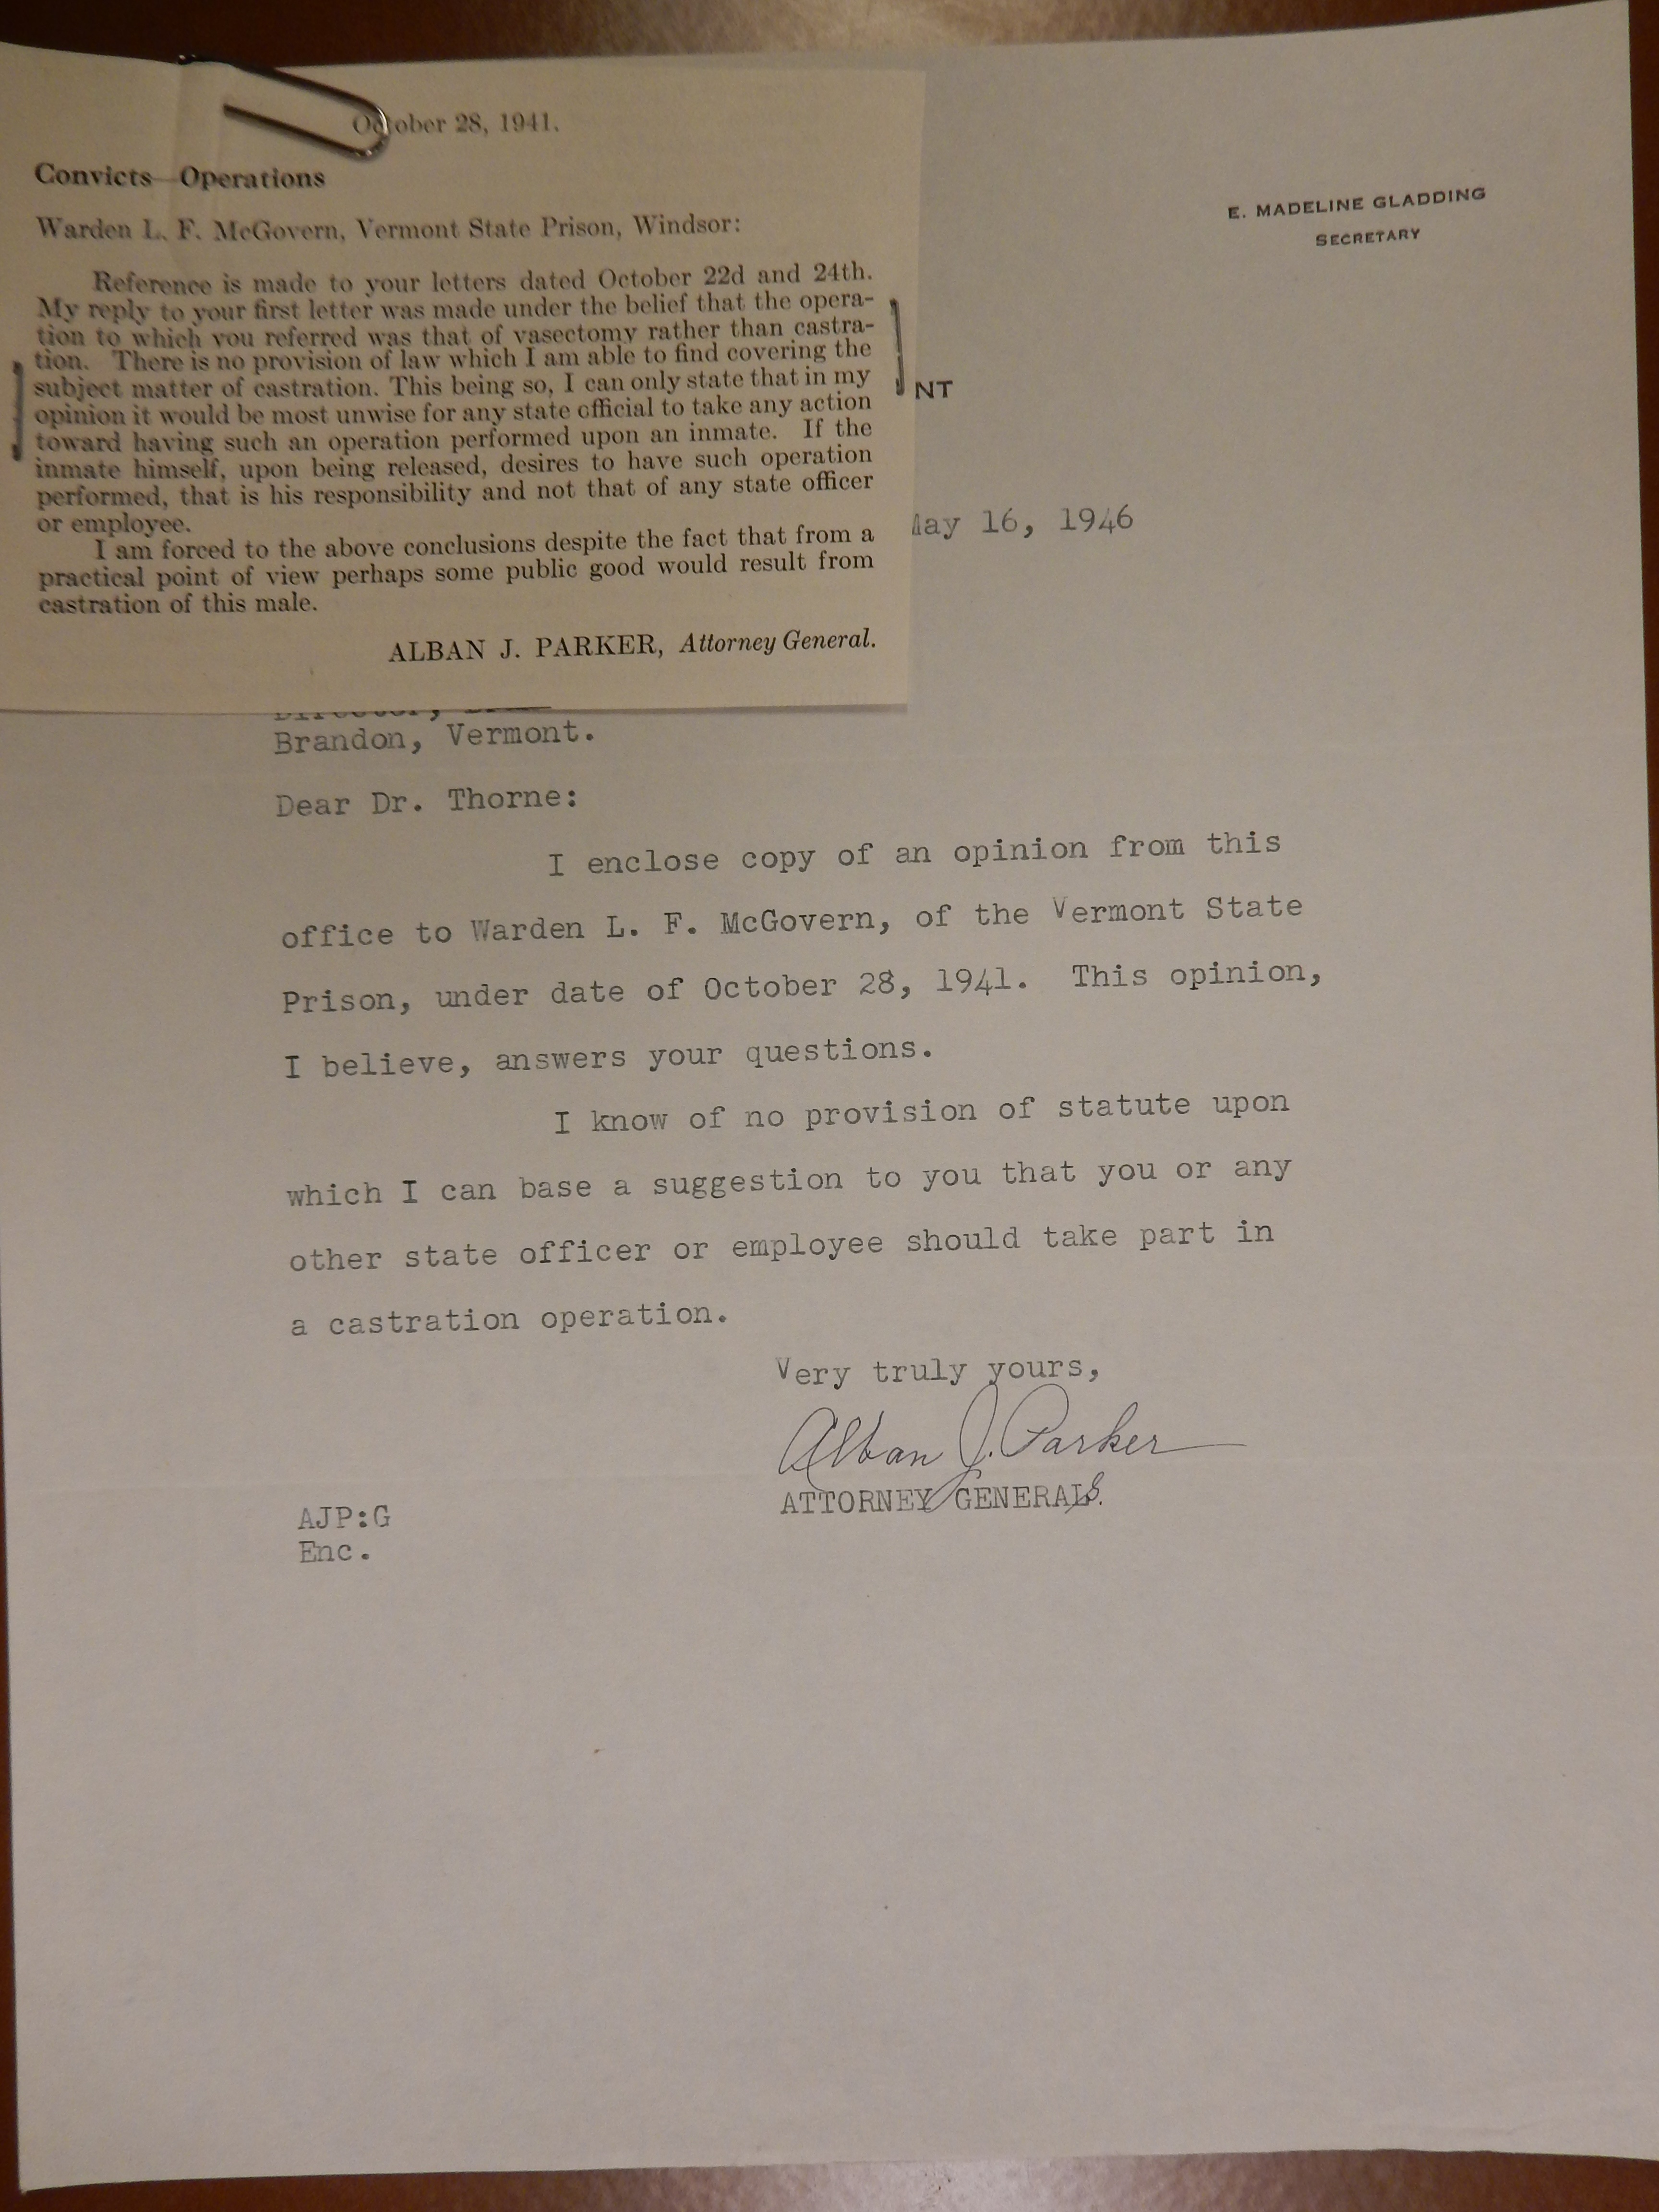 October 28, 1941.
Convicts—Operations
Warden L. F. McGovern, Vermont State Prison, Windsor:
Reference is made to your letters dated October 22d and 24th.
My reply to your first letter was made under the belief that the opera-
tion to which you referred was that of vasectomy rather than castra-
tion. There is no provision of law which I am able to find covering the
subject matter of castration. This being so, I can only state that in my
opinion it would be most unwise for any state official to take any action
toward having such an operation performed upon an inmate. If the
inmate himself, upon being released, desires to have such operation
performed, that is his responsibility and not that of any state officer
or employee.
I am forced to the above conclusions despite the fact that from a
practical point of view perhaps some public good would result from
castration of this male.
ALBAN J. PARKER, Attorney General.
E. MADELINE GLADDING
SECRETARY
NT
May 16, 1946
Director,
Brandon, Vermont.
Dear Dr. Thorne:
I enclose copy of an opinion from this
office to Warden L. F. McGovern, of the Vermont State
Prison, under date of October 28, 1941. This opinion,
I believe, answers your questions.
I know of no provision of statute upon
which I can base a suggestion to you that you or any
other state officer or employee should take part in
a castration operation.
Very truly yours,
Alban J. Parker
ATTORNEY GENERAL
AJP:G
Enc.